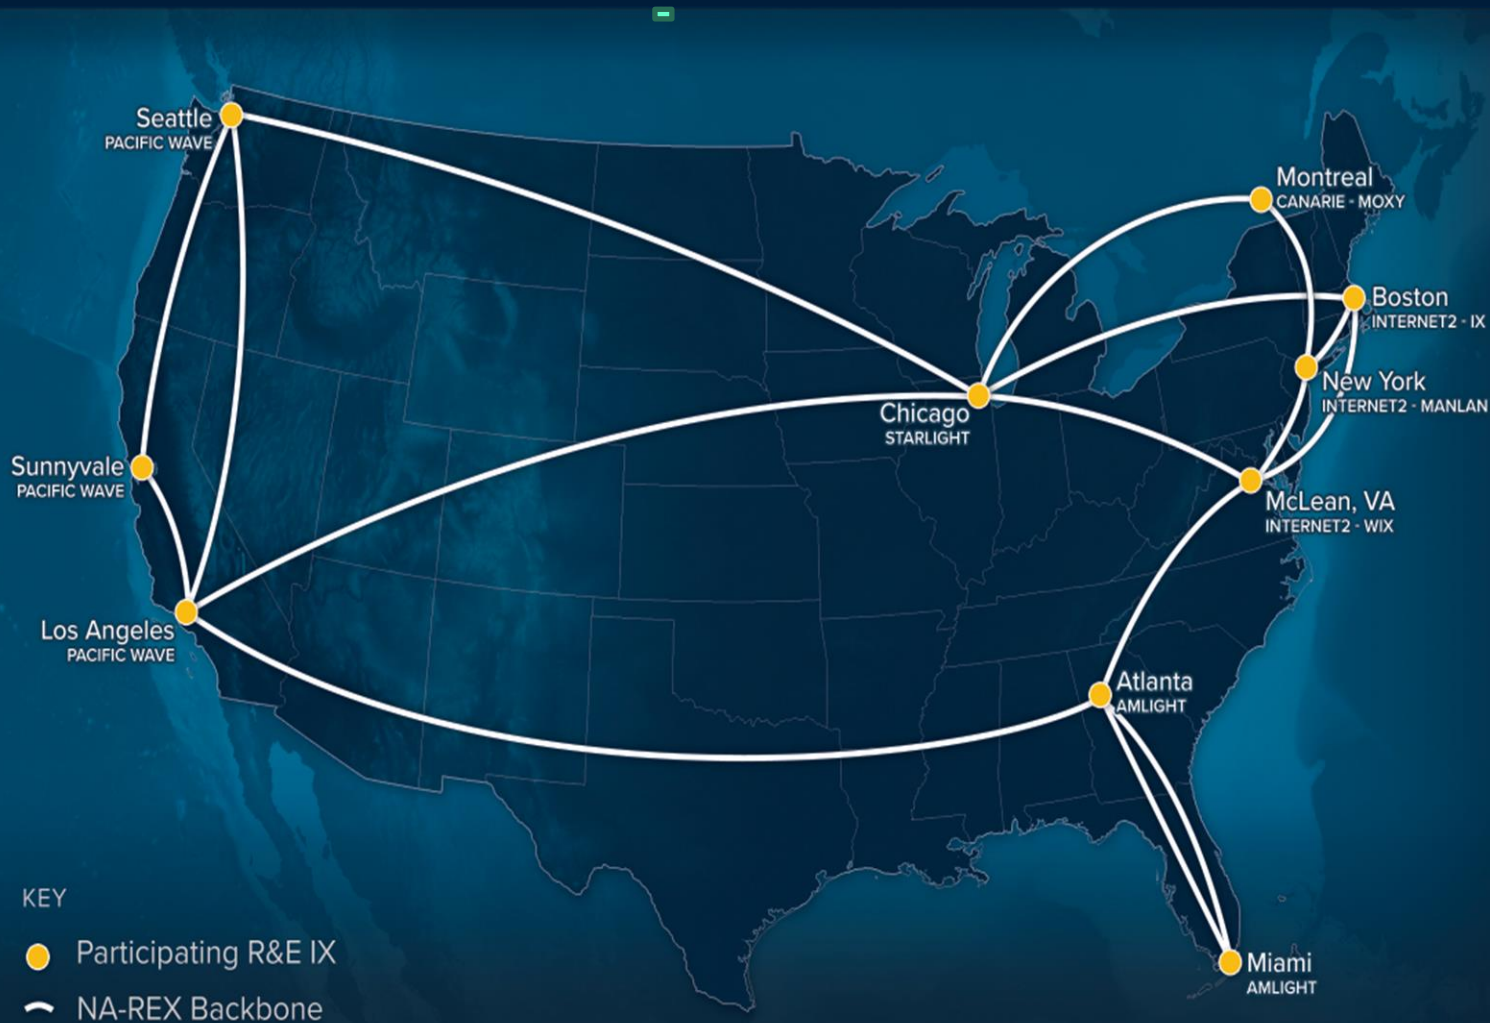 Seattle
PACIFIC WAVE
Montreal
CANARIE - MOXY
Boston
INTERNET2 - IX
New York
INTERNET2 - MANLAN
Chicago
STARLIGHT
Sunnyvale
PACIFIC WAVE
McLean, VA
INTERNET2 - WIX
Los Angeles
PACIFIC WAVE
Atlanta
AMLIGHT
Miami
AMLIGHT
KEY
Participating R&E IX
NA-REX Backbone